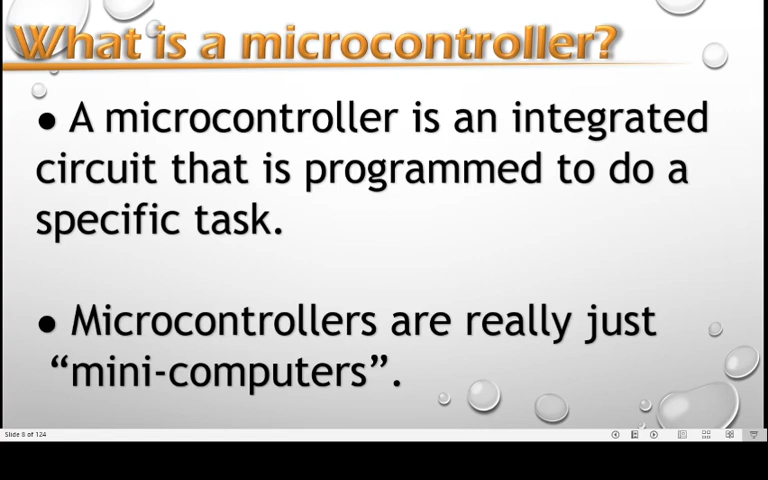 What is a microcontroller?
● A microcontroller is an integrated
circuit that is programmed to do a
specific task.
● Microcontrollers are really just
“mini-computers”.
Slide 8 of 124